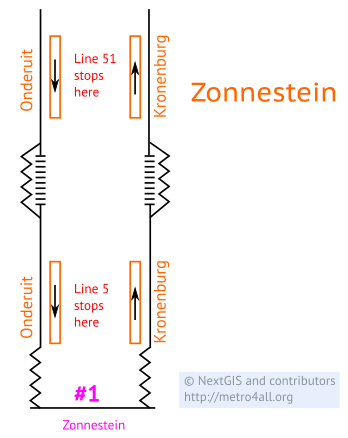 Onderuit
Line 51
stops
here
Kronenburg
Zonnestein
Onderuit
Line 5
stops
here
Kronenburg
#1
Zonnestein
© NextGIS and contributors
http://metro4all.org